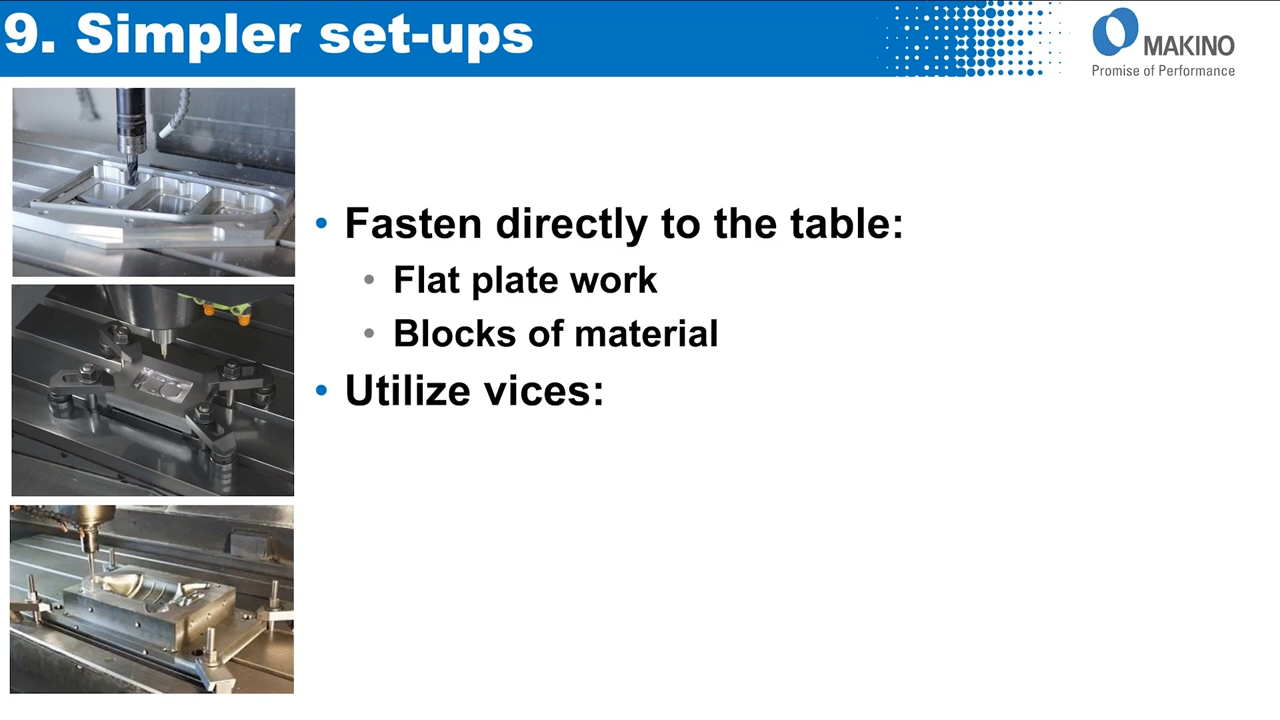 9. Simpler set-ups
MAKINO
Promise of Performance
• Fasten directly to the table:
• Flat plate work
• Blocks of material
• Utilize vices: